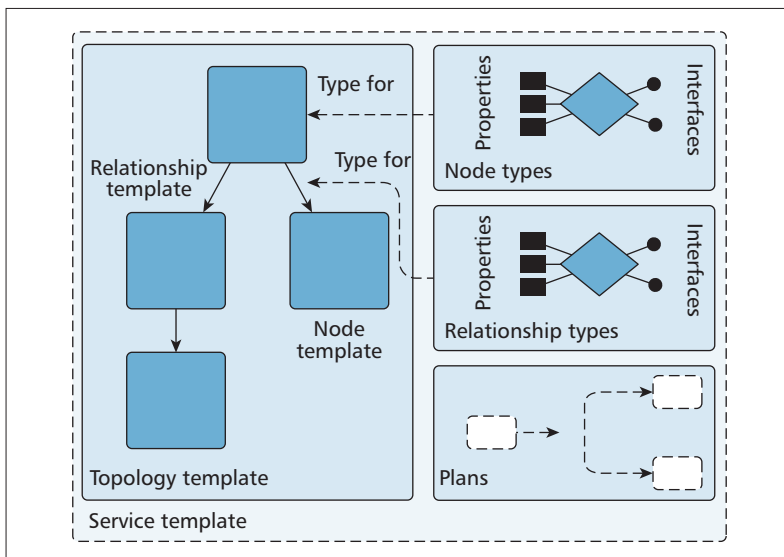 Type for
Properties
Interfaces
Node types
Relationship
template
Type for
Node
template
Properties
Interfaces
Relationship types
Topology template
Plans
Service template